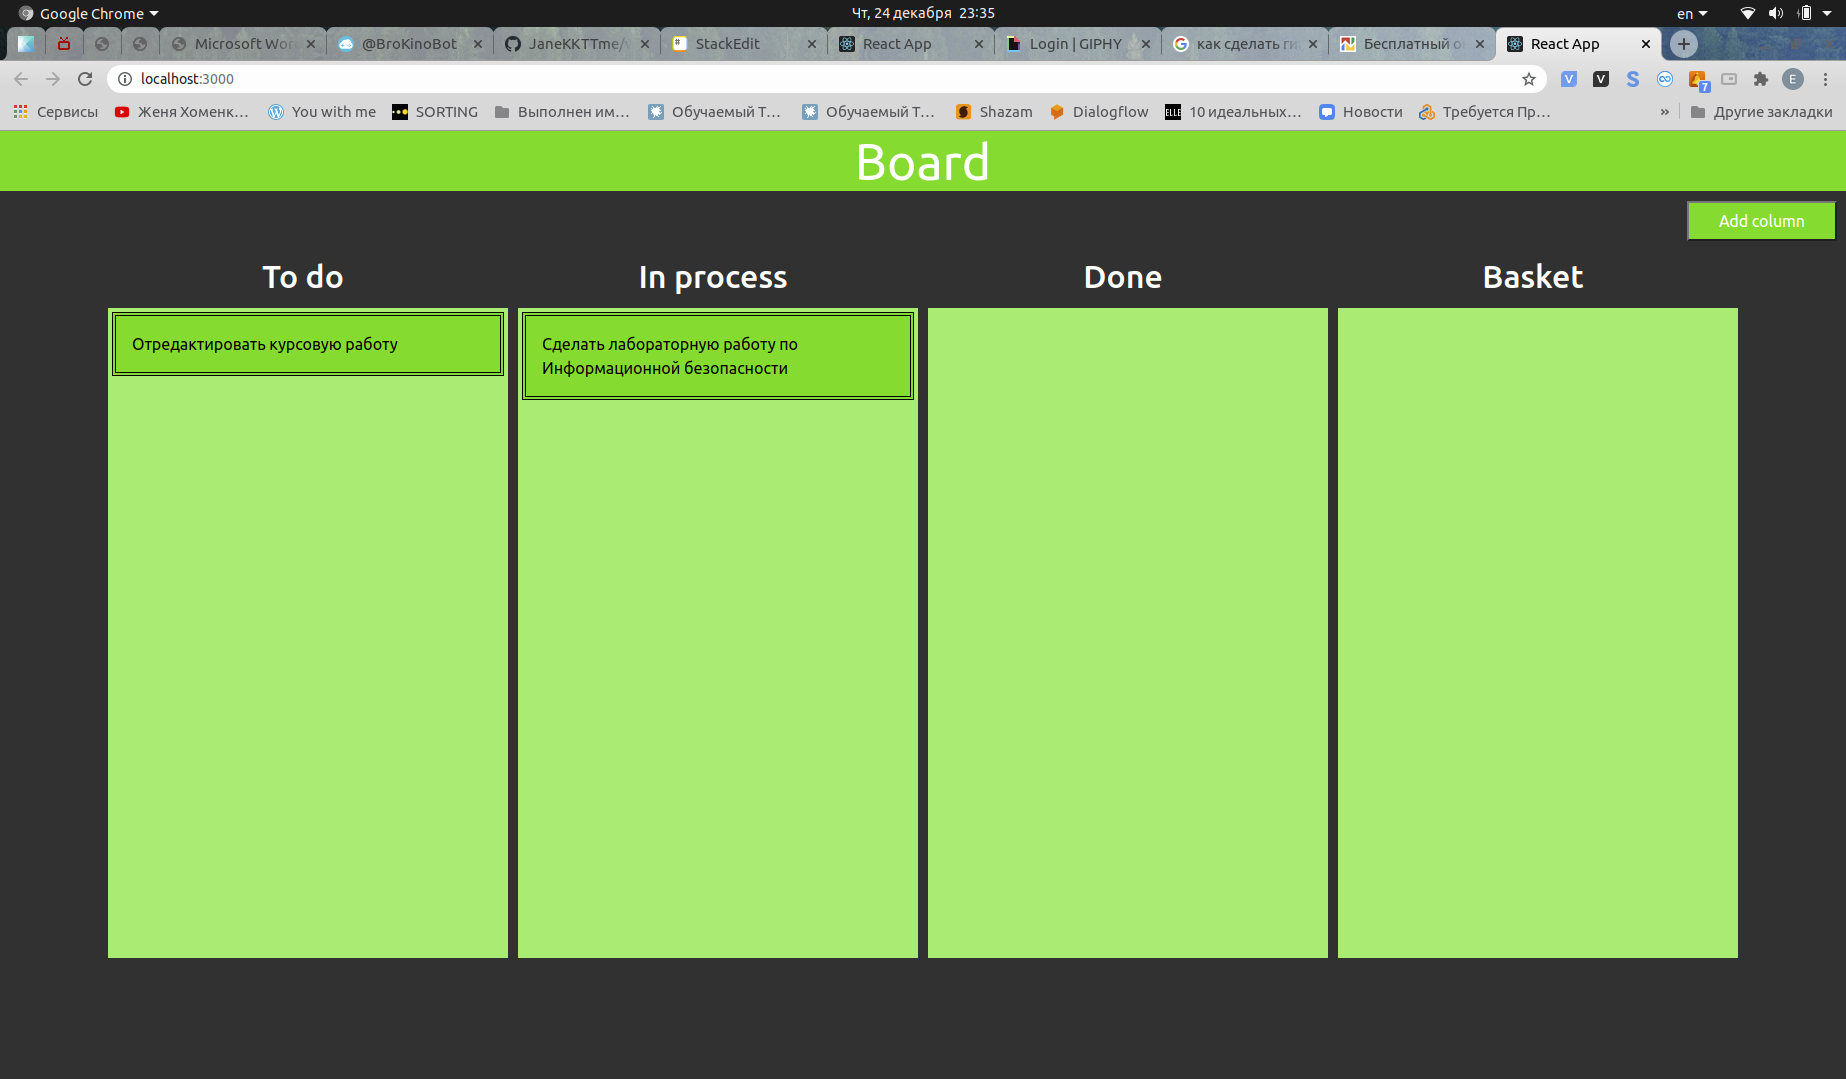 Google Chrome
Чт, 24 декабря 23:35
en
Microsoft Wor
@BroKinoBot
JaneKKTTme/
StackEdit
React App
Login | GIPHY
как сделать ги
Бесплатный о
React App
localhost:3000
7
E
Сервисы
Женя Хоменк...
You with me
SORTING
Выполнен им...
Обучаемый Т...
Обучаемый Т...
Shazam
Dialogflow
ELLE
10 идеальных...
Новости
Требуется Пр...
»
Другие закладки
Board
Add column
To do
In process
Done
Basket
Отредактировать курсовую работу
Сделать лабораторную работу по
Информационной безопасности